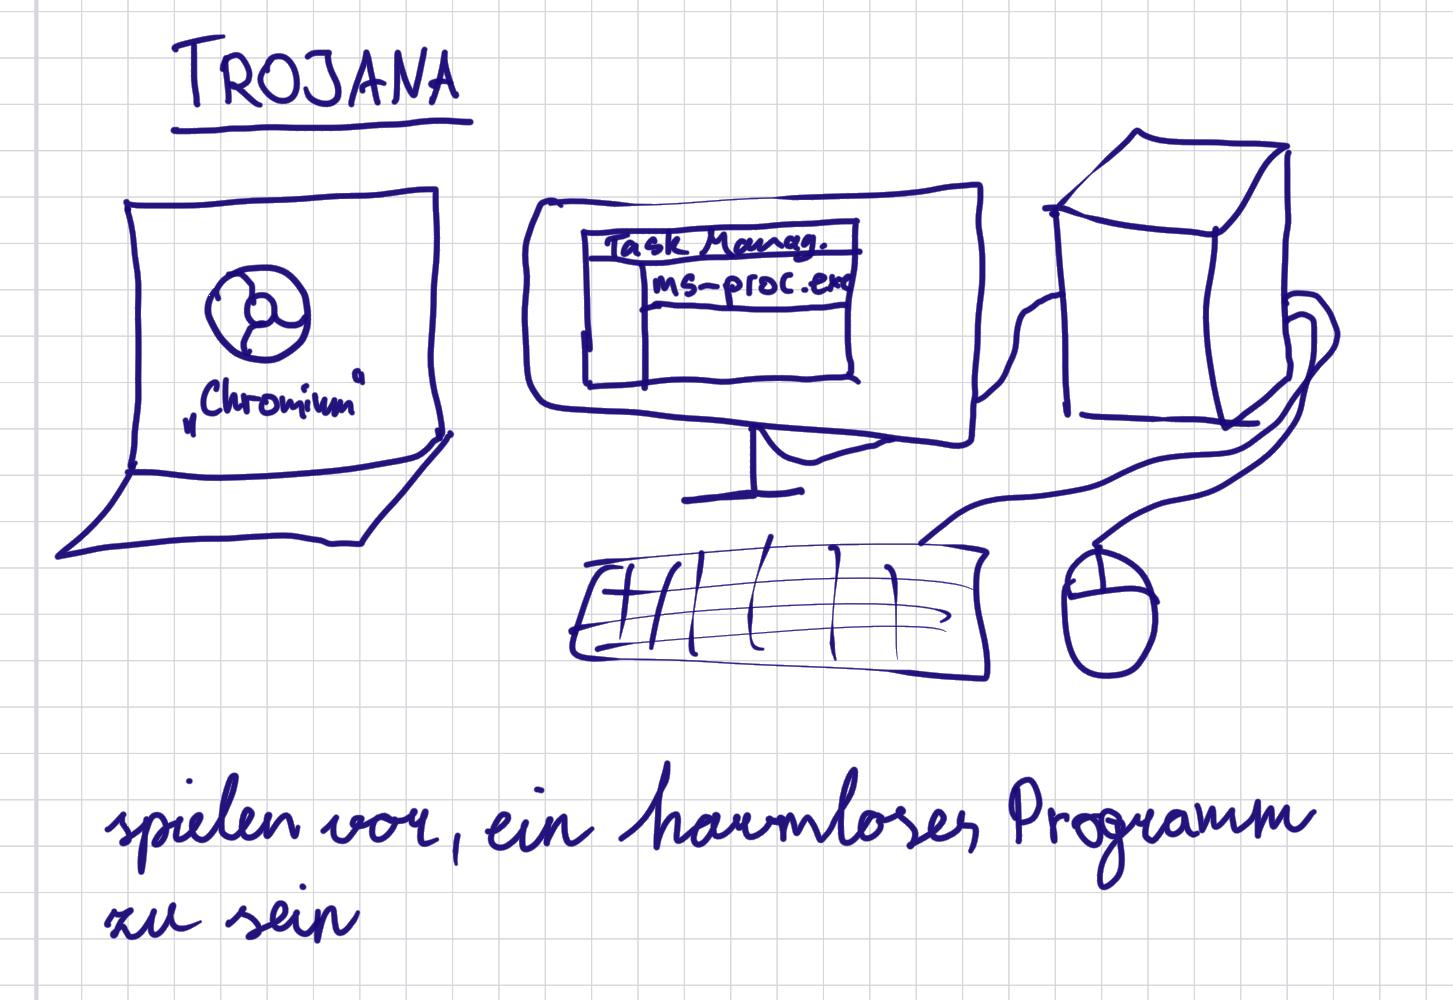 TROJANA
Task Manag.
ms-proc.exe
„Chromium"
spielen vor, ein harmloses Programm
zu sein